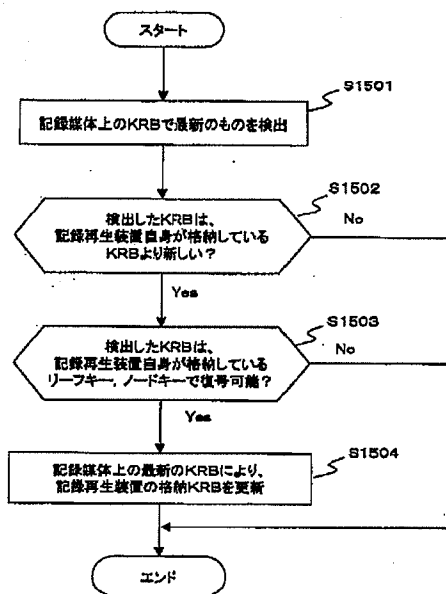 スタート
S1501
記録媒体上のKRBで最新のものを検出
S1502
検出したKRBは、
記録再生装置自身が格納している
KRBより新しい?
No
Yes
S1503
検出したKRBは、
記録再生装置自身が格納している
リーフキー、ノードキーで復号可能?
No
Yes
S1504
記録媒体上の最新のKRBにより、
記録再生装置の格納KRBを更新
エンド